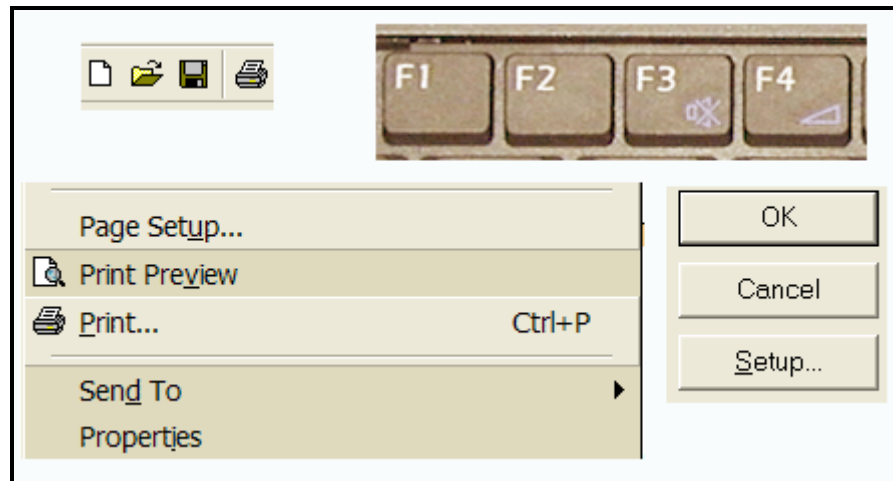 F1 F2 F3 F4
Page Setup...
Print Preview
Print... Ctrl+P
Send To
Properties
OK
Cancel
Setup...